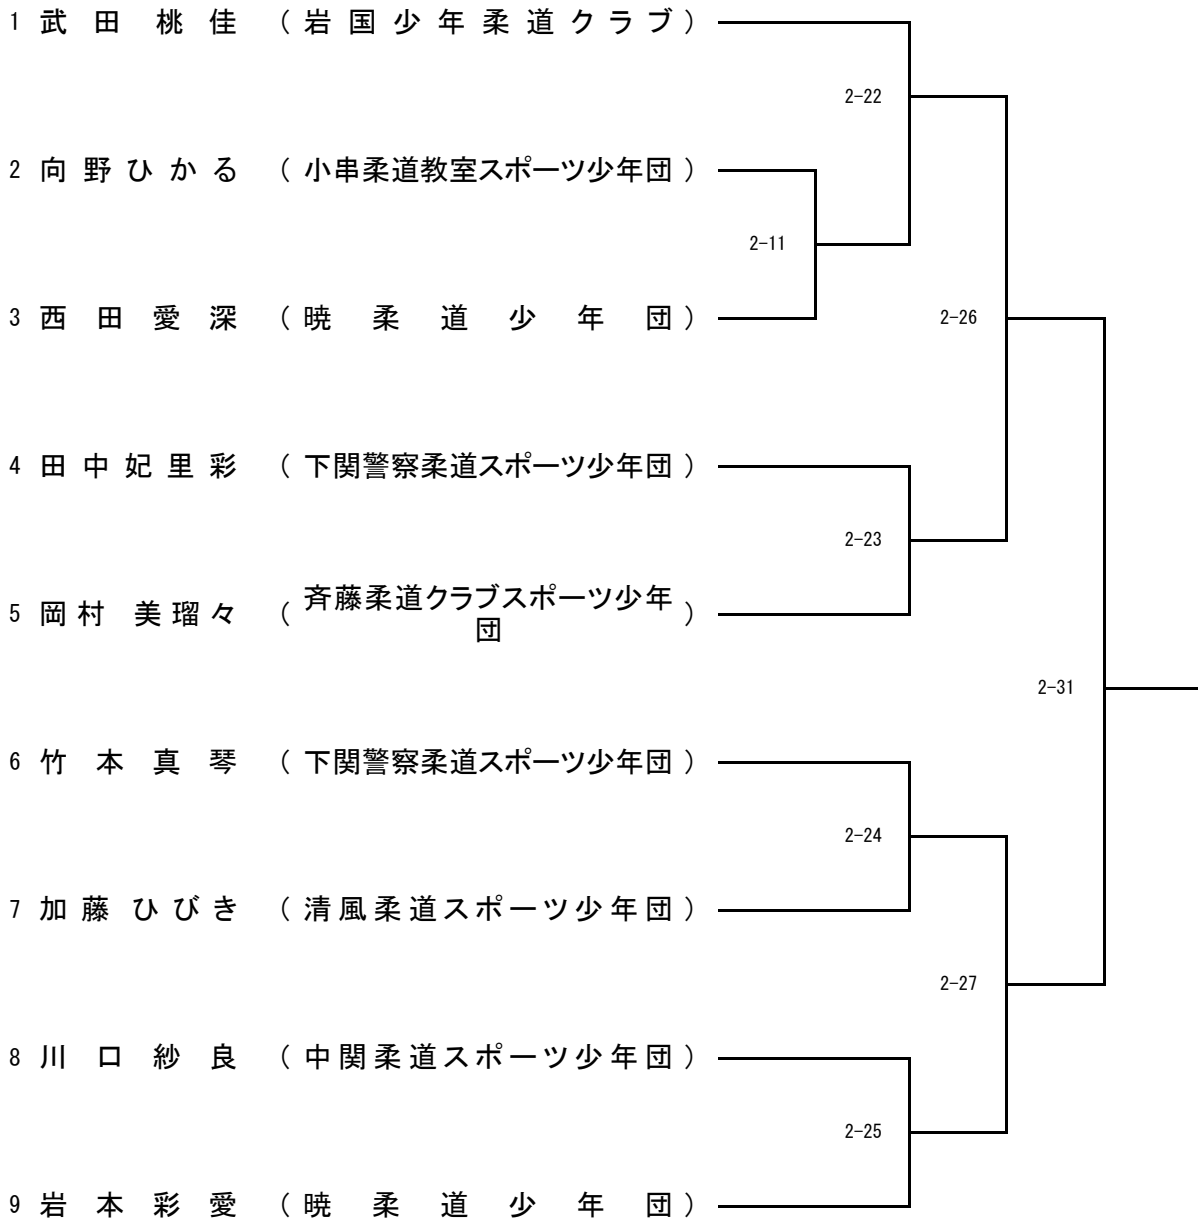 1 武田桃佳 （岩国少年柔道クラブ）
2-22
2 向野ひかる （小串柔道教室スポーツ少年団）
2-11
3 西田愛深 （暁柔道少年団）
2-26
4 田中妃里彩 （下関警察柔道スポーツ少年団）
2-23
5 岡村 美瑠々 （斉藤柔道クラブスポーツ少年
団）
2-31
6 竹本真琴 （下関警察柔道スポーツ少年団）
2-24
7 加藤ひびき （清風柔道スポーツ少年団）
2-27
8 川口紗良 （中関柔道スポーツ少年団）
2-25
9 岩本彩愛 （暁柔道少年団）